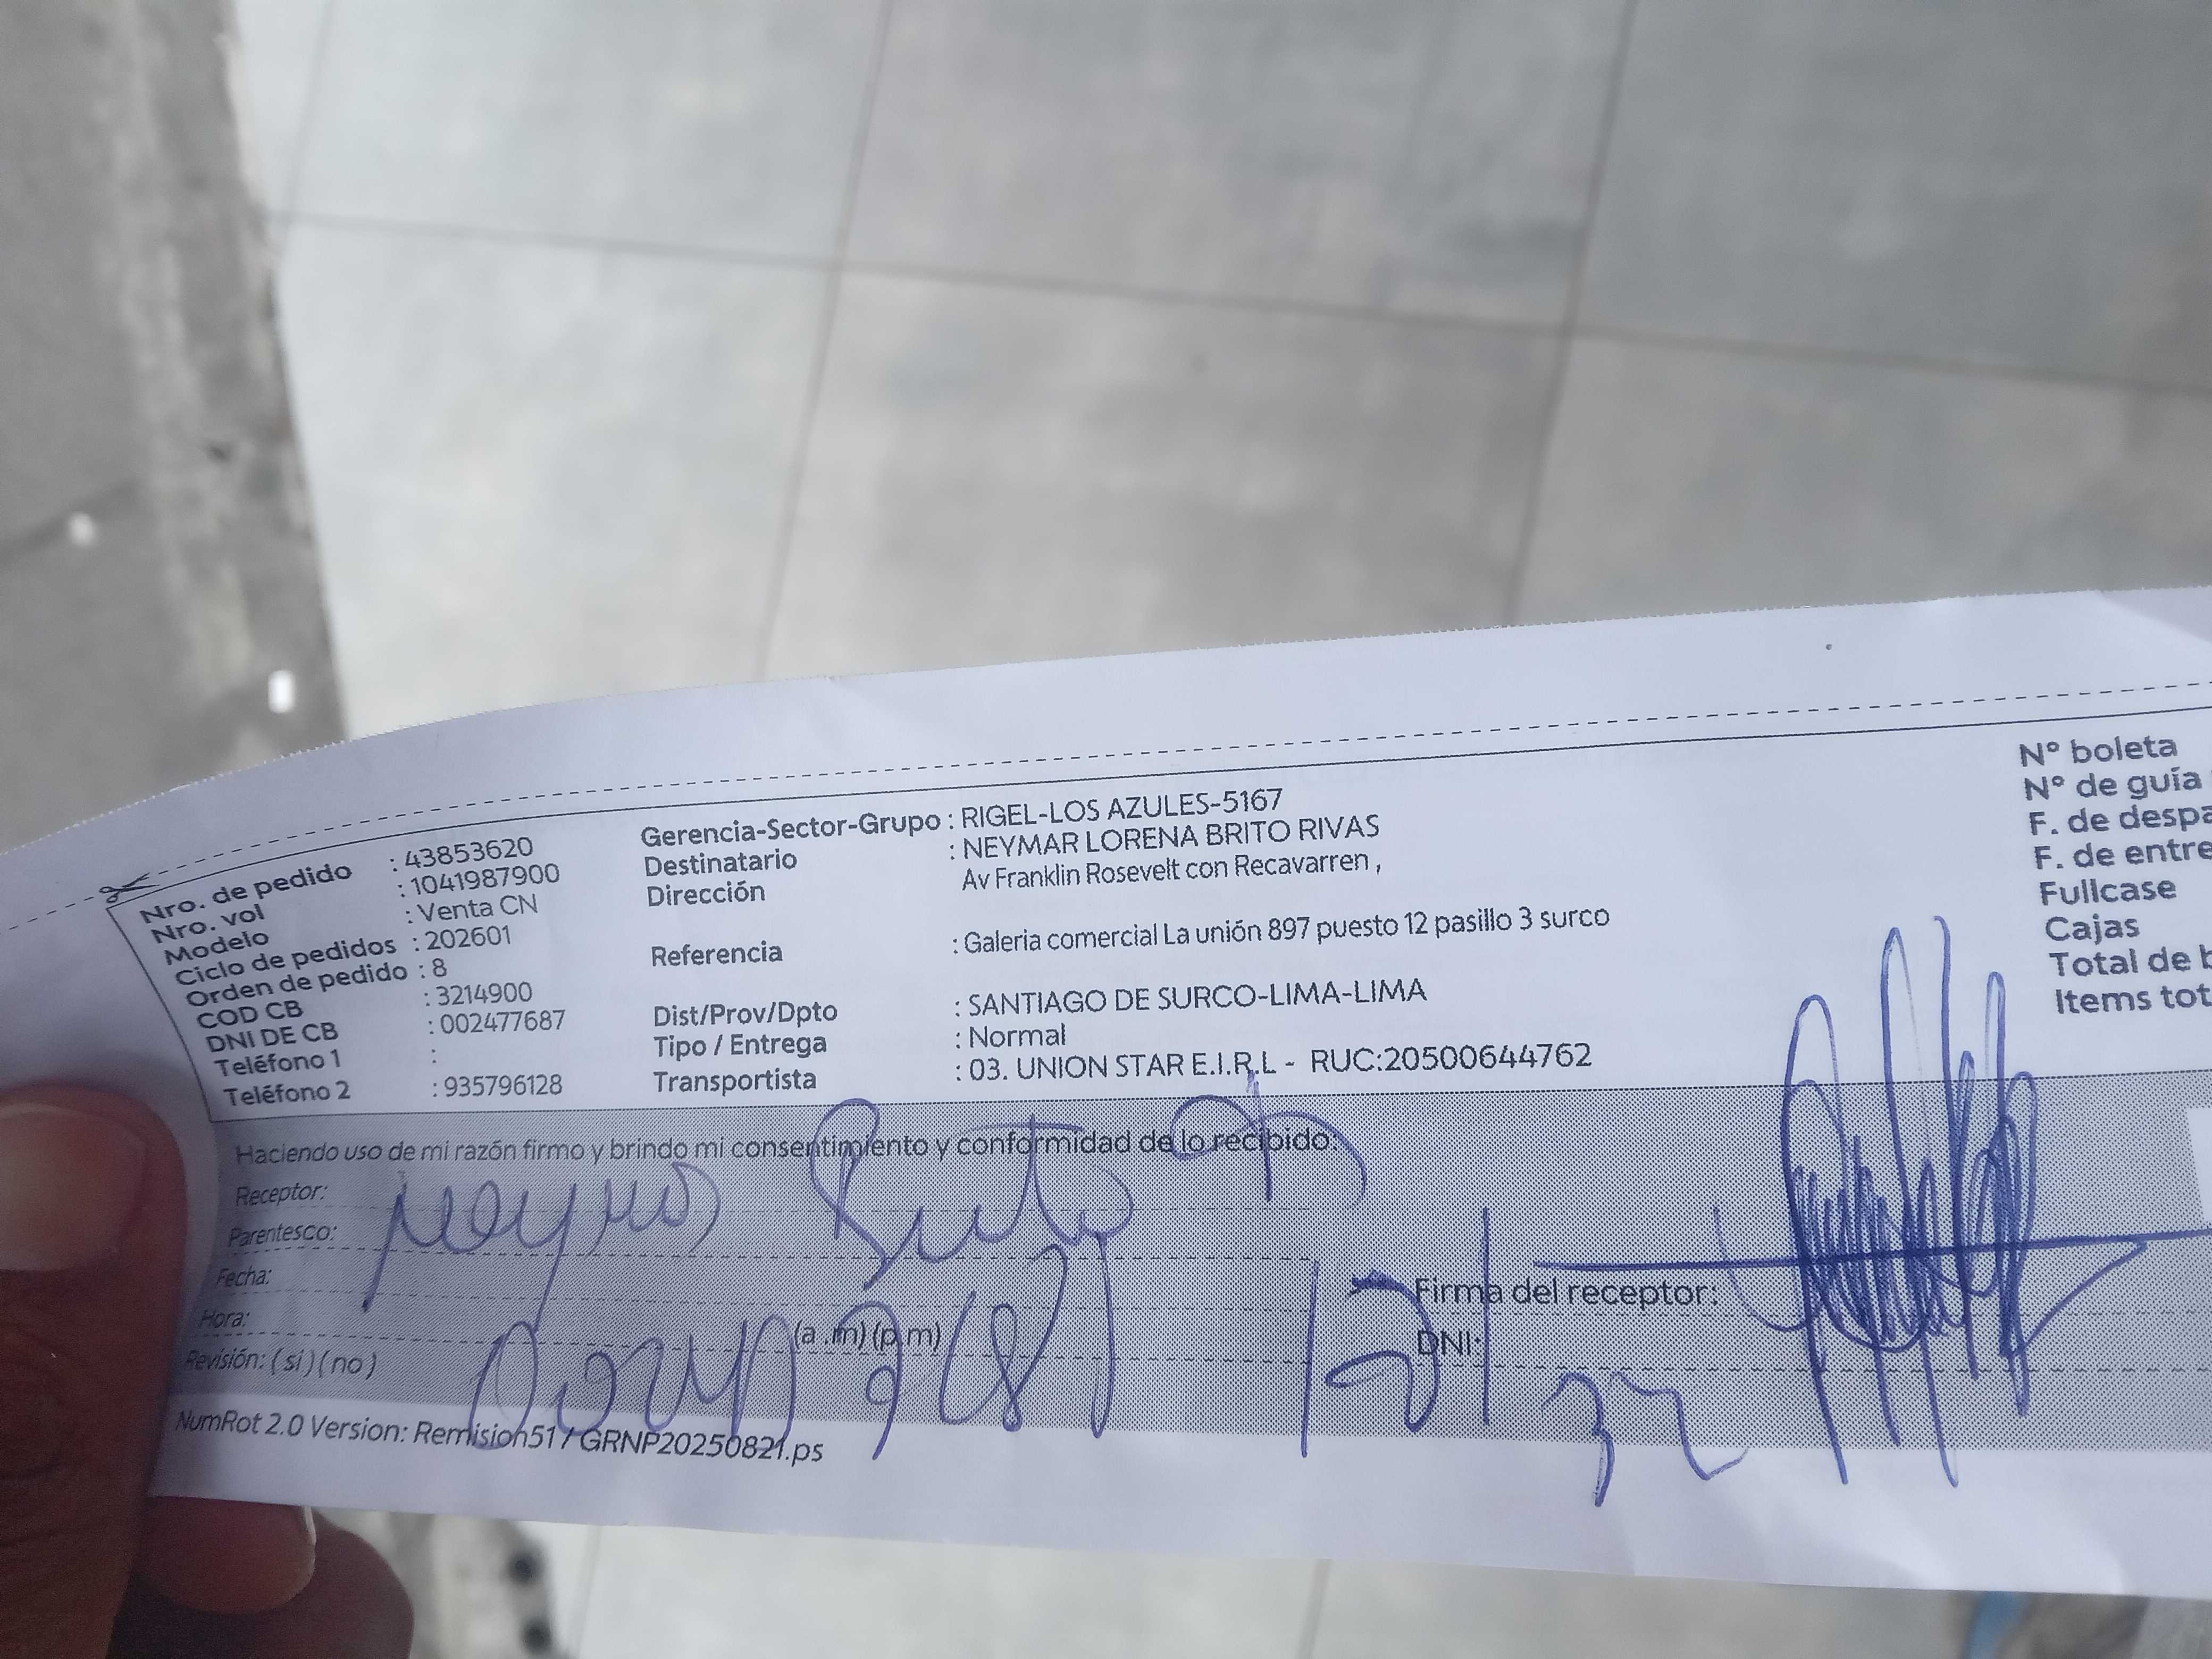 Nro. de pedido : 43853620
Nro. vol : 1041987900
Modelo : Venta CN
Ciclo de pedidos : 202601
Orden de pedido : 8
COD CB : 3214900
DNI DE CB : 002477687
Teléfono 1 :
Teléfono 2 : 935796128
Gerencia-Sector-Grupo : RIGEL-LOS AZULES-5167
Destinatario : NEYMAR LORENA BRITO RIVAS
Dirección Av Franklin Rosevelt con Recavarren ,
Referencia : Galeria comercial La unión 897 puesto 12 pasillo 3 surco
Dist/Prov/Dpto : SANTIAGO DE SURCO-LIMA-LIMA
Tipo / Entrega : Normal
Transportista : 03. UNION STAR E.I.R.L - RUC:20500644762
N° boleta
N° de guía
F. de despa
F. de entre
Fullcase
Cajas
Total de b
Items tot
Haciendo uso de mi razón firmo y brindo mi consentimiento y conformidad de lo recibido:
Receptor:
Parentesco:
Fecha:
Hora: (a .m) (p.m)
Revisión: ( si ) ( no )
Firma del receptor:
DNI:
NumRot 2.0 Version: Remision517 GRNP20250821.ps